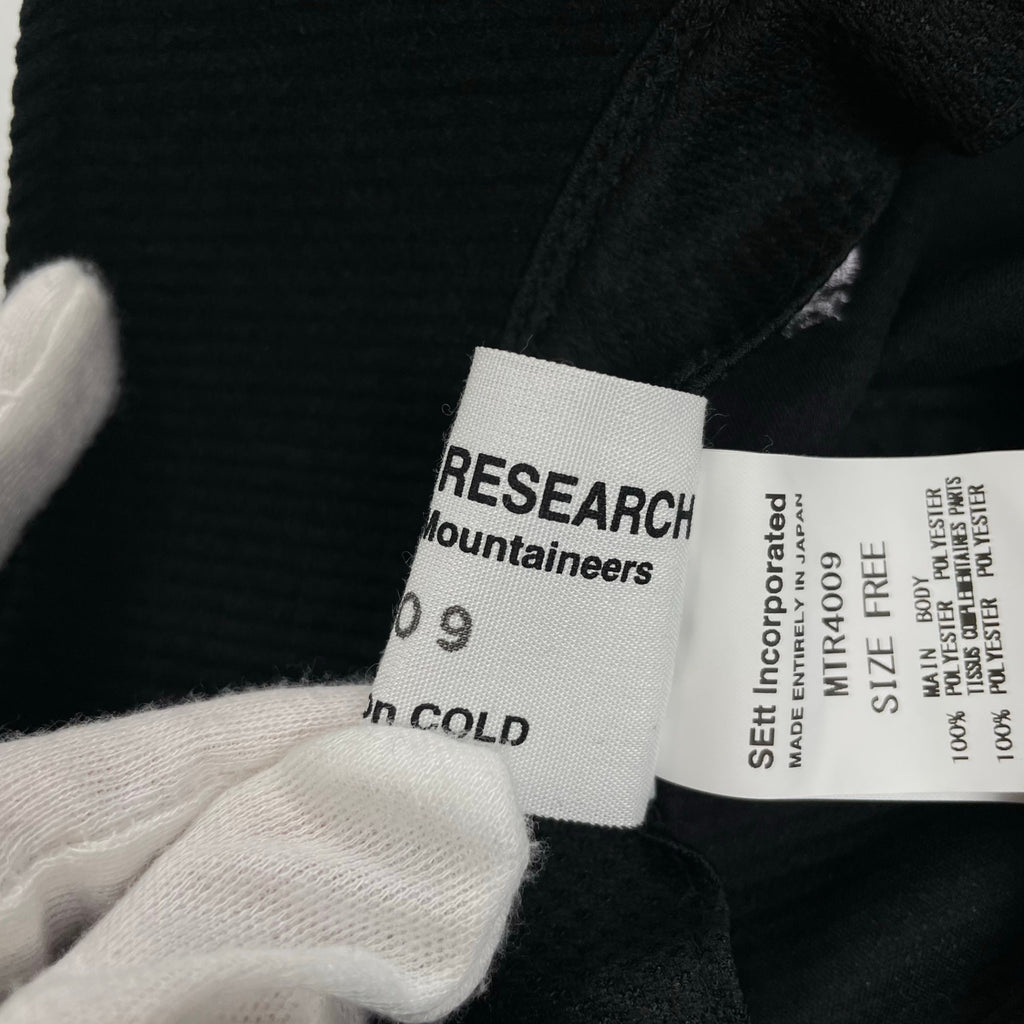 RESEARCH
Mountaineers
09
on COLD
SEtt Incorporated
MADE ENTIRELY IN JAPAN
MTR4009
SIZE FREE
MAIN BODY
100% POLYESTER POLYESTER
TISSUS COMPLEMENTAIRES PARTS
100% POLYESTER POLYESTER